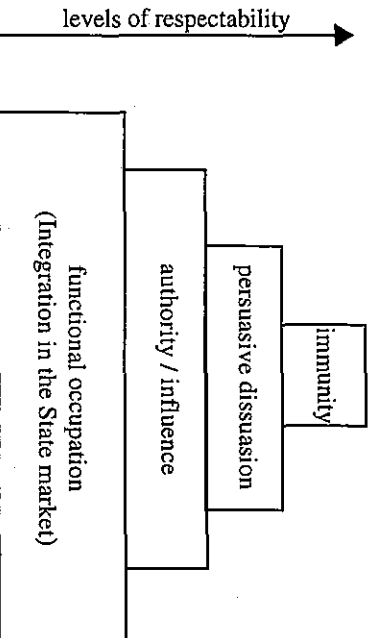 levels of respectability
immunity
persuasive dissuasion
authority / influence
functional occupation
(Integration in the State market)